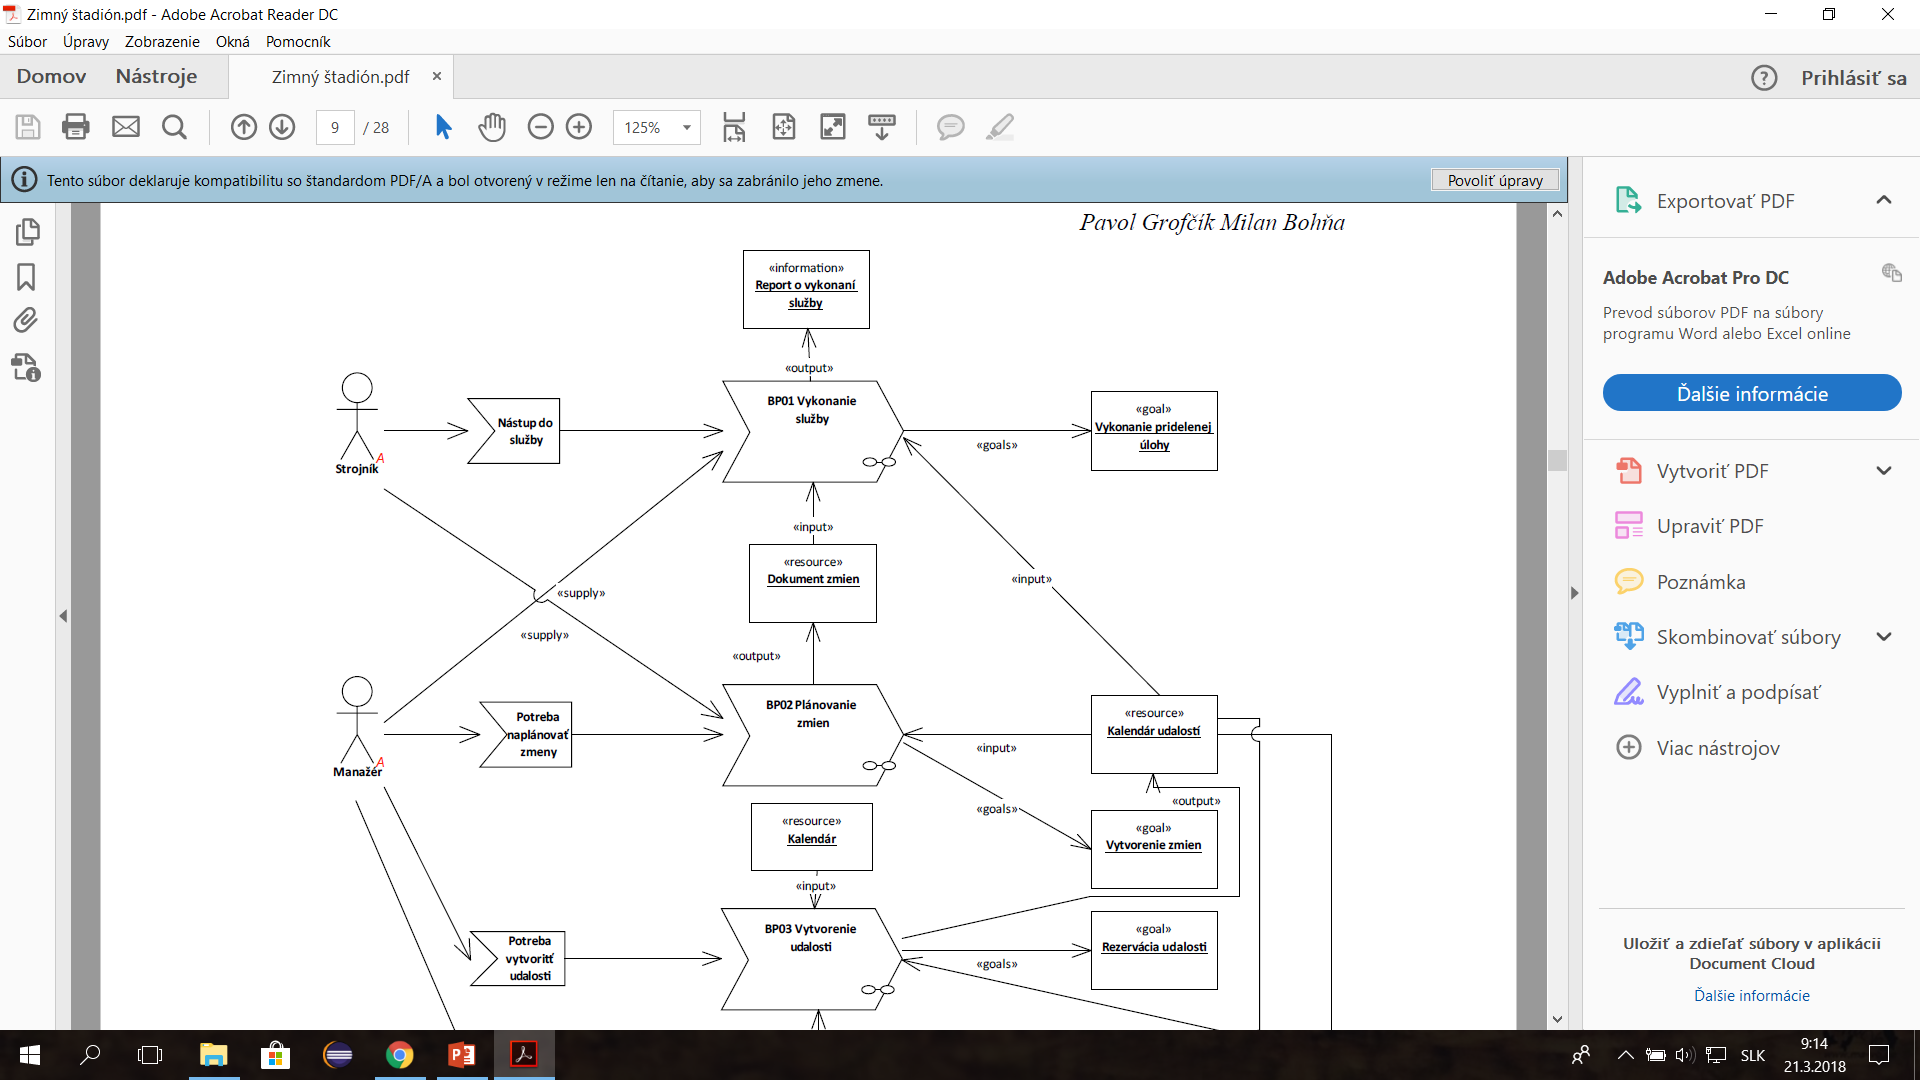 Zimný štadión.pdf - Adobe Acrobat Reader DC
Súbor Úpravy Zobrazenie Okná Pomocník
Domov Nástroje Zimný štadión.pdf × Prihlásiť sa
9 / 28 125%
Tento súbor deklaruje kompatibilitu so štandardom PDF/A a bol otvorený v režime len na čítanie, aby sa zabránilo jeho zmene.
Povoliť úpravy
Pavol Grofčík Milan Bohňa
«information»
Report o vykonaní
služby
«output»
Strojník
A
Nástup do
služby
BP01 Vykonanie
služby
«goals»
«goal»
Vykonanie pridelenej
úlohy
«input»
«resource»
Dokument zmien
«input»
«supply»
«supply»
«output»
Manažér
A
Potreba
naplánovať
zmeny
BP02 Plánovanie
zmien
«input»
«resource»
Kalendár udalostí
«goals»
«output»
«goal»
Vytvorenie zmien
«resource»
Kalendár
«input»
Potreba
vytvoriť
udalosti
BP03 Vytvorenie
udalosti
«goals»
«goal»
Rezervácia udalosti
Exportovať PDF
Adobe Acrobat Pro DC
Prevod súborov PDF na súbory
programu Word alebo Excel online
Ďalšie informácie
Vytvoriť PDF
Upraviť PDF
Poznámka
Skombinovať súbory
Vyplniť a podpísať
Viac nástrojov
Uložiť a zdieľať súbory v aplikácii
Document Cloud
Ďalšie informácie
SLK
9:14
21.3.2018